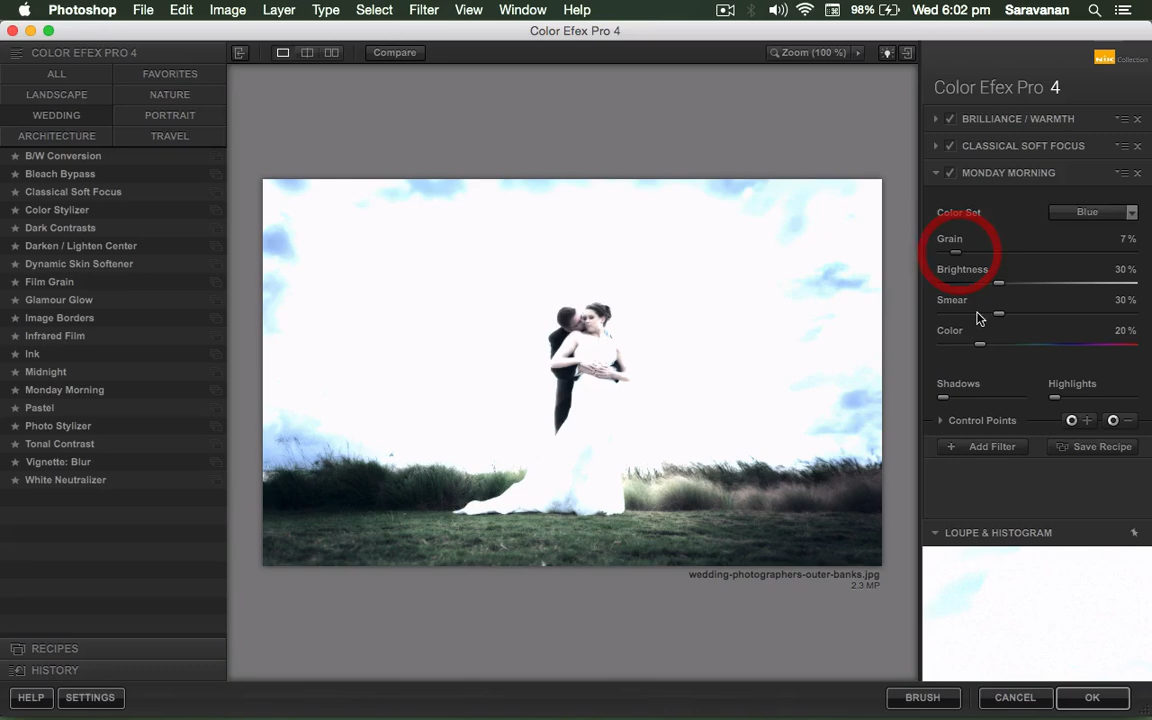 Photoshop File Edit Image Layer Type Select Filter View Window Help 98% Wed 6:02 pm Saravanan
Color Efex Pro 4
COLOR EFEX PRO 4
Compare
Zoom (100 %)
Nik Collection
ALL FAVORITES
LANDSCAPE NATURE
WEDDING PORTRAIT
ARCHITECTURE TRAVEL
B/W Conversion
Bleach Bypass
Classical Soft Focus
Color Stylizer
Dark Contrasts
Darken / Lighten Center
Dynamic Skin Softener
Film Grain
Glamour Glow
Image Borders
Infrared Film
Ink
Midnight
Monday Morning
Pastel
Photo Stylizer
Tonal Contrast
Vignette: Blur
White Neutralizer
RECIPES
HISTORY
HELP SETTINGS
wedding-photographers-outer-banks.jpg
2.3 MP
Color Efex Pro 4
BRILLIANCE / WARMTH
CLASSICAL SOFT FOCUS
MONDAY MORNING
Color Set Blue
Grain 7%
Brightness 30%
Smear 30%
Color 20%
Shadows Highlights
Control Points
Add Filter Save Recipe
LOUPE & HISTOGRAM
BRUSH CANCEL OK